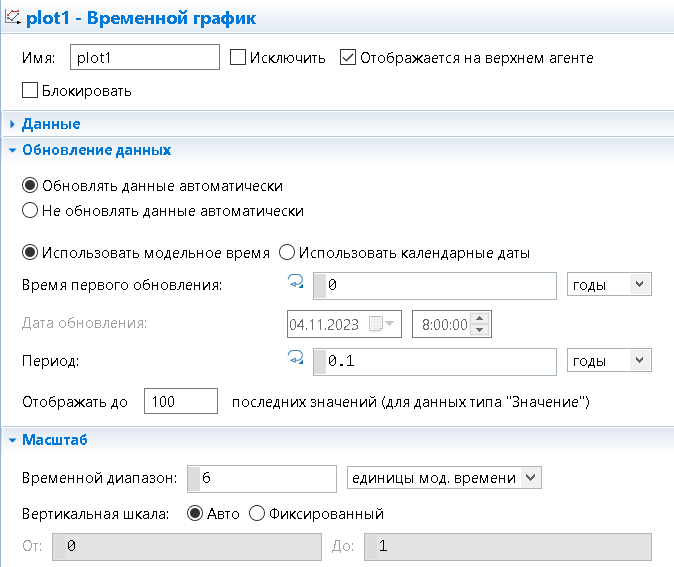 plot1 - Временной график
Имя: plot1 Исключить Отображается на верхнем агенте
Блокировать
Данные
Обновление данных
Обновлять данные автоматически
Не обновлять данные автоматически
Использовать модельное время Использовать календарные даты
Время первого обновления: 0 годы
Дата обновления: 04.11.2023 8:00:00
Период: 0.1 годы
Отображать до 100 последних значений (для данных типа "Значение")
Масштаб
Временной диапазон: 6 единицы мод. времени
Вертикальная шкала: Авто Фиксированный
От: 0 До: 1